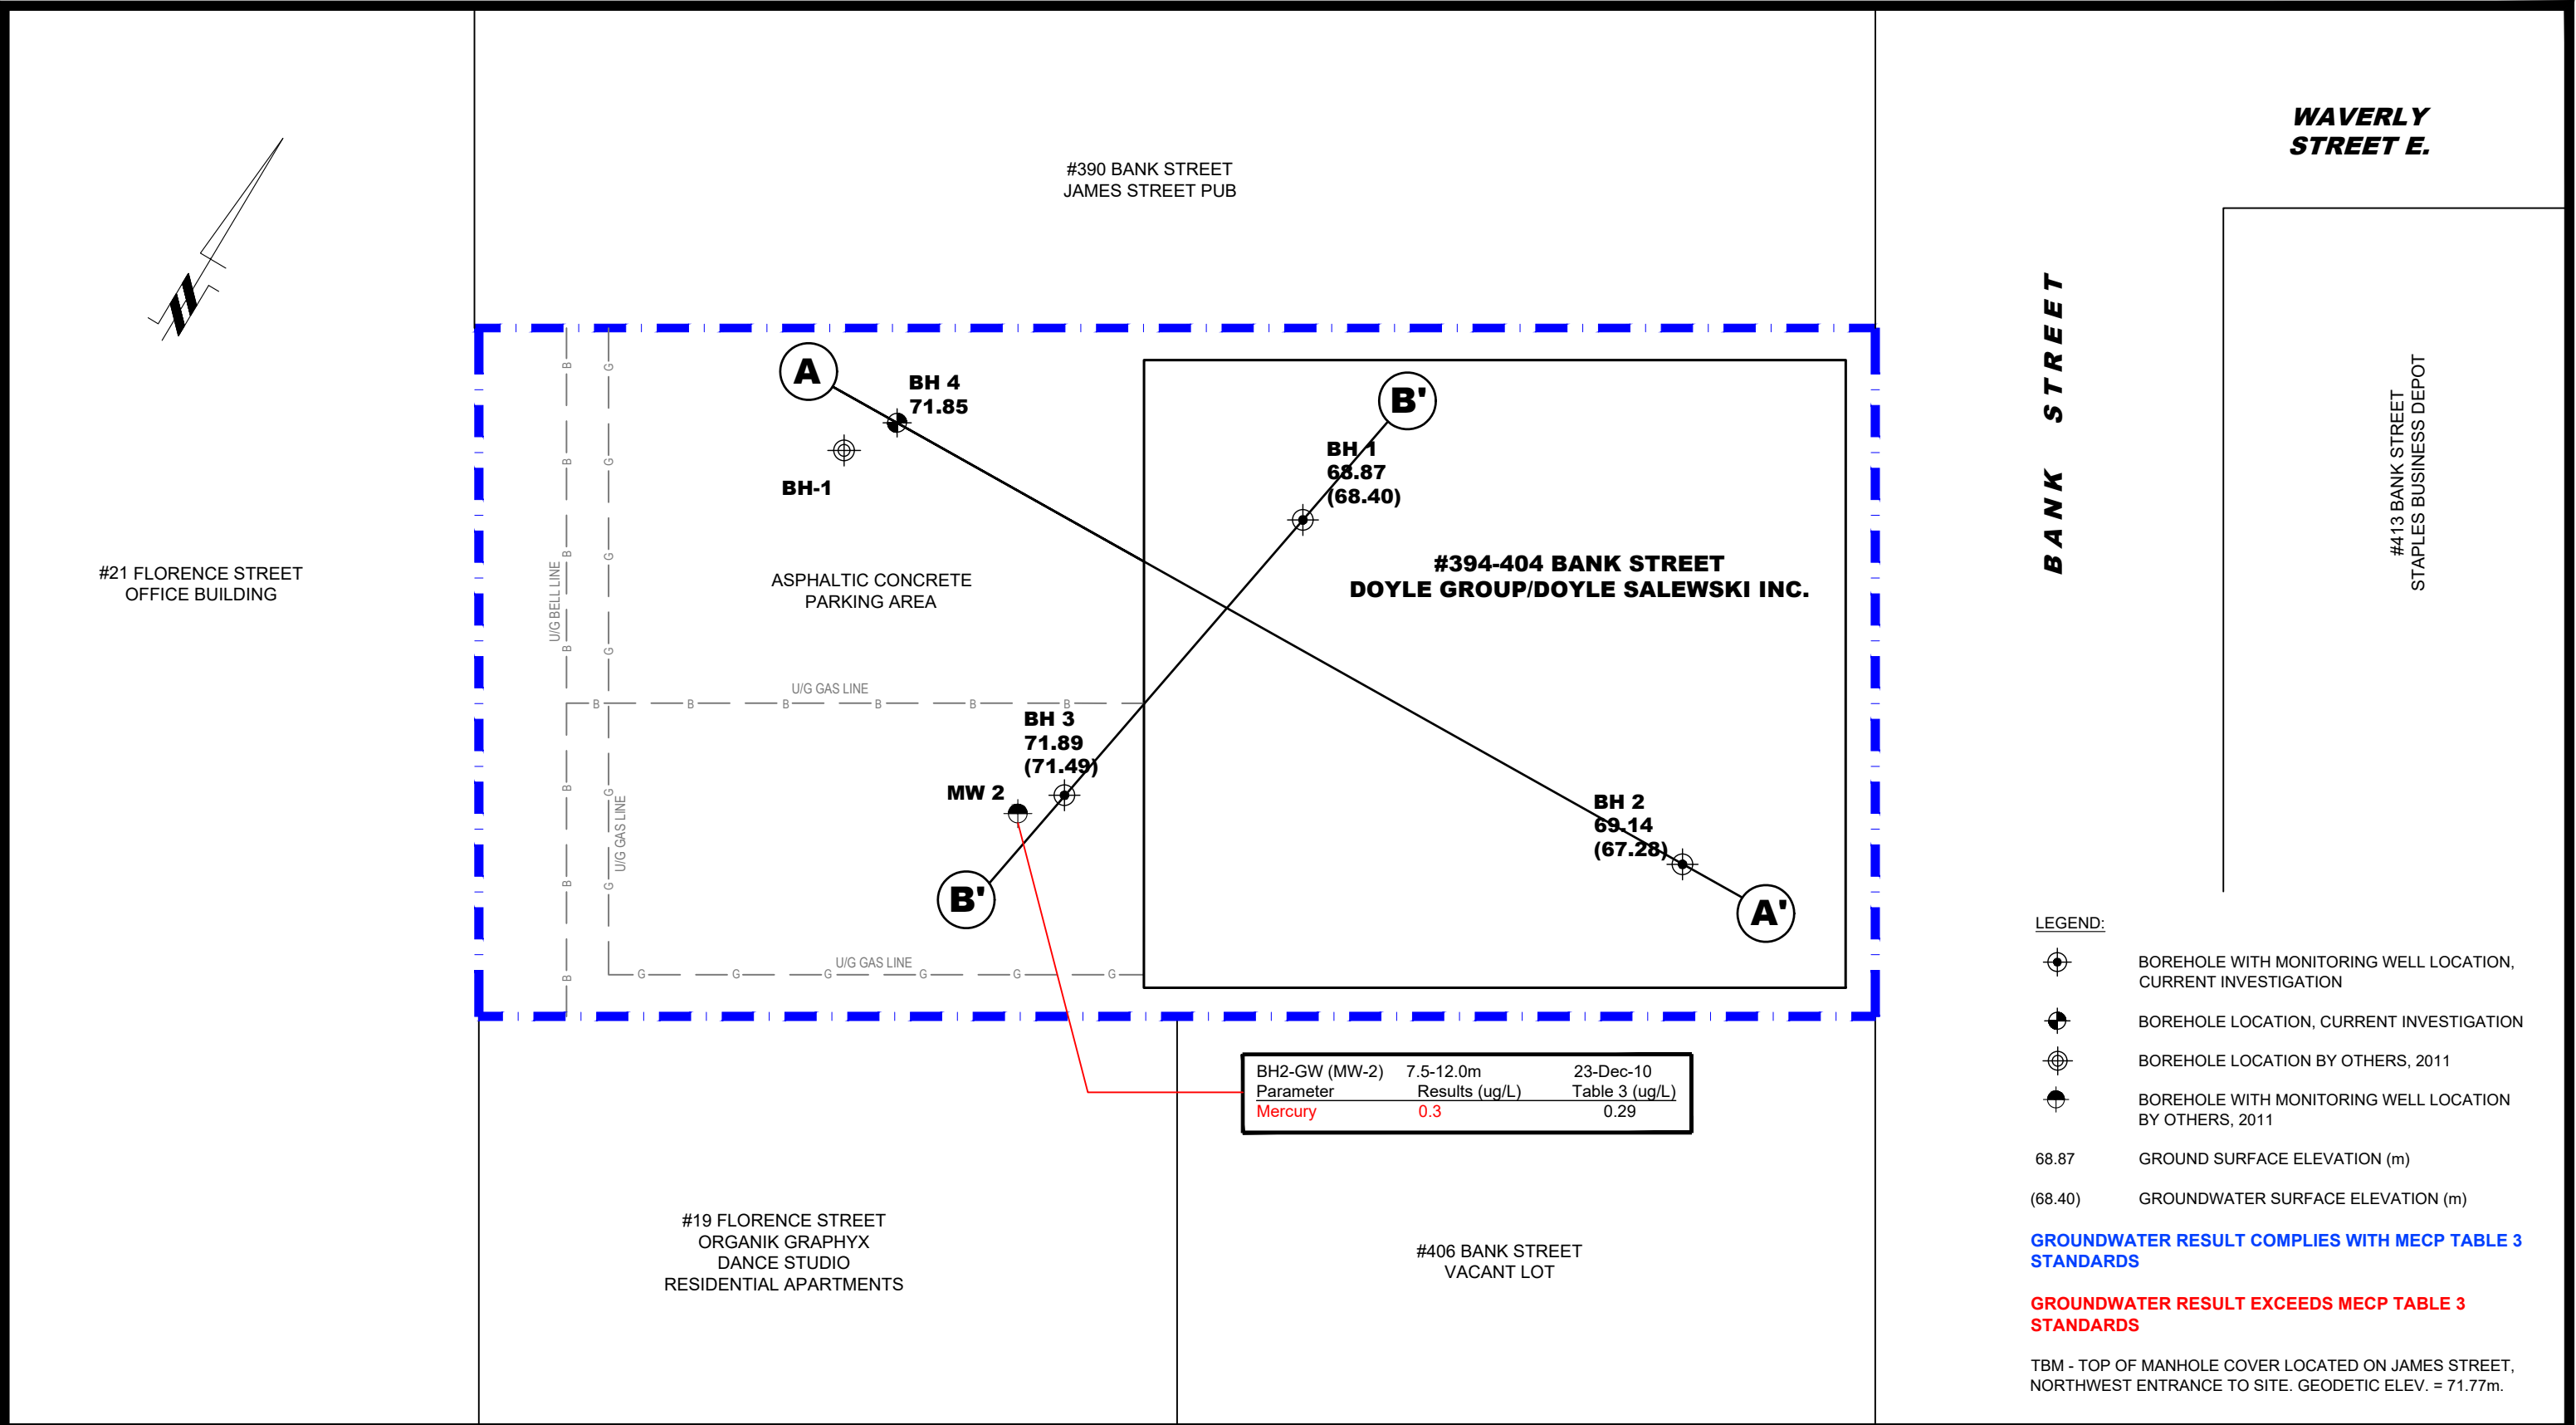 WAVERLY
STREET E.
#390 BANK STREET
JAMES STREET PUB
BANK STREET
#413 BANK STREET
STAPLES BUSINESS DEPOT
#21 FLORENCE STREET
OFFICE BUILDING
A
BH 4
71.85
BH-1
B'
BH 1
68.87
(68.40)
#394-404 BANK STREET
DOYLE GROUP/DOYLE SALEWSKI INC.
ASPHALTIC CONCRETE
PARKING AREA
U/G BELL LINE
B B B B B B B
G G G G G G
U/G GAS LINE
B B B B B B
BH 3
71.89
(71.49)
MW 2
U/G GAS LINE
B'
BH 2
69.14
(67.28)
A'
U/G GAS LINE
G G G G G G
BH2-GW (MW-2) 7.5-12.0m 23-Dec-10
Parameter Results (ug/L) Table 3 (ug/L)
Mercury 0.3 0.29
#19 FLORENCE STREET
ORGANIK GRAPHYX
DANCE STUDIO
RESIDENTIAL APARTMENTS
#406 BANK STREET
VACANT LOT
LEGEND:
BOREHOLE WITH MONITORING WELL LOCATION,
CURRENT INVESTIGATION
BOREHOLE LOCATION, CURRENT INVESTIGATION
BOREHOLE LOCATION BY OTHERS, 2011
BOREHOLE WITH MONITORING WELL LOCATION
BY OTHERS, 2011
68.87 GROUND SURFACE ELEVATION (m)
(68.40) GROUNDWATER SURFACE ELEVATION (m)
GROUNDWATER RESULT COMPLIES WITH MECP TABLE 3
STANDARDS
GROUNDWATER RESULT EXCEEDS MECP TABLE 3
STANDARDS
TBM - TOP OF MANHOLE COVER LOCATED ON JAMES STREET,
NORTHWEST ENTRANCE TO SITE. GEODETIC ELEV. = 71.77m.